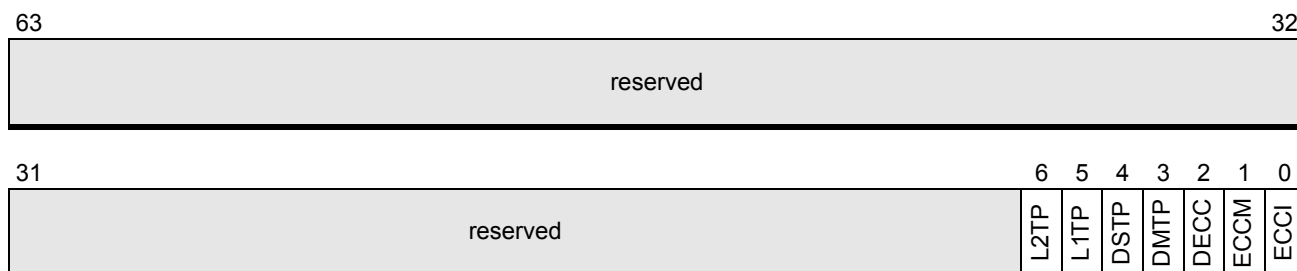 63 32
reserved
31 6 5 4 3 2 1 0
reserved L2TP L1TP DSTP DMTP DECC ECCM ECCI